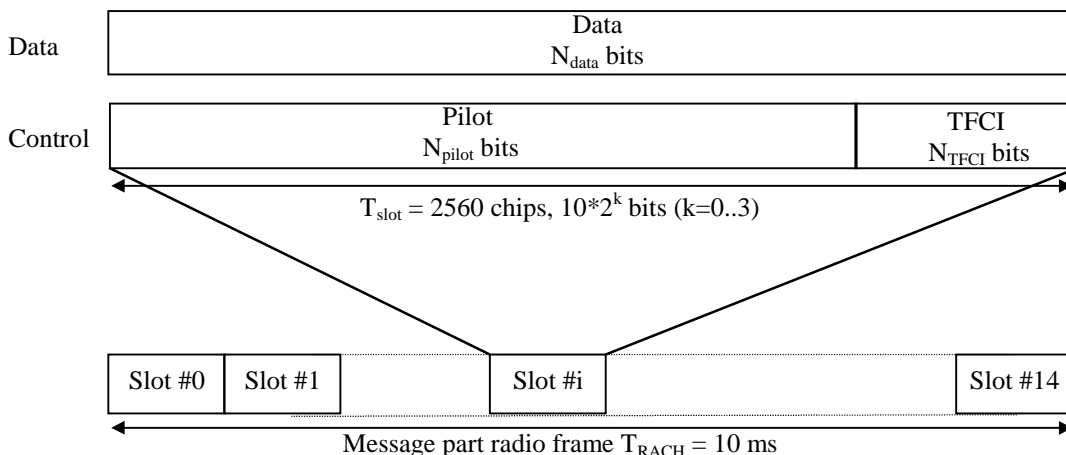 Data
Data
N_data bits
Control
Pilot
N_pilot bits
TFCI
N_TFCI bits
T_slot = 2560 chips, 10*2^k bits (k=0..3)
Slot #0 Slot #1 Slot #i Slot #14
Message part radio frame T_RACH = 10 ms